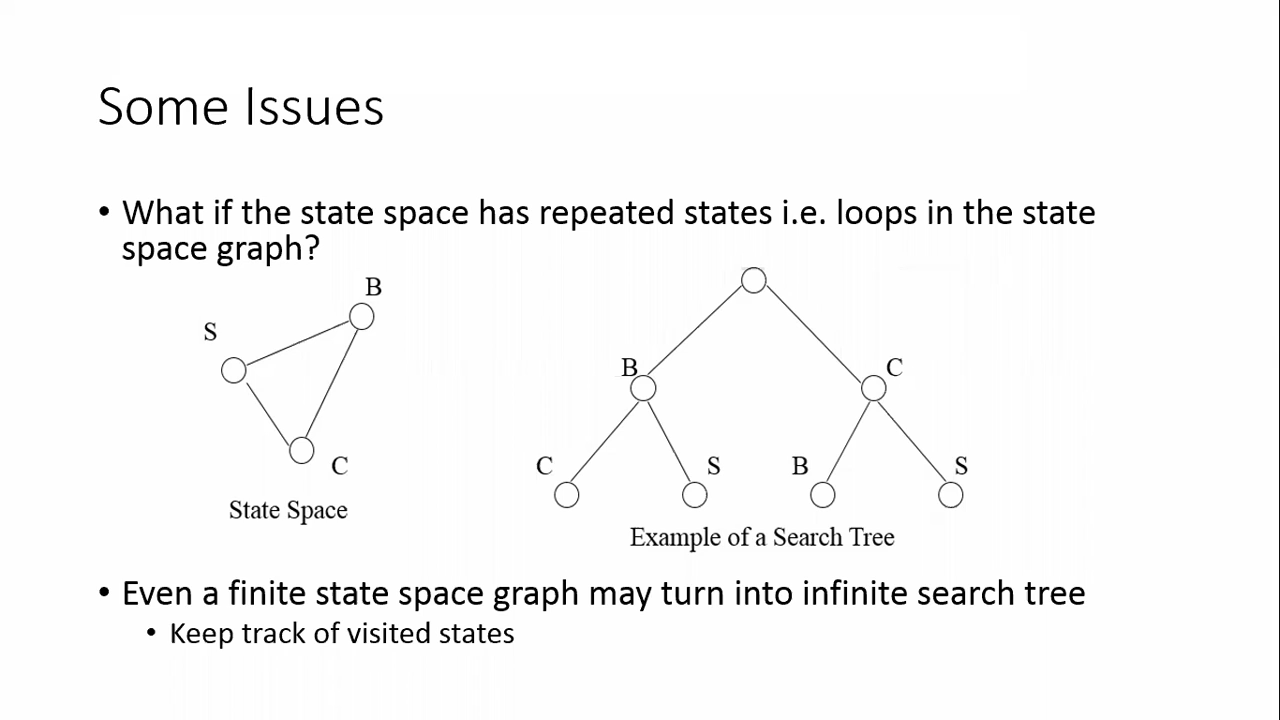 Some Issues
• What if the state space has repeated states i.e. loops in the state
space graph?
B
S
C
State Space
B
C
C
S
B
S
Example of a Search Tree
• Even a finite state space graph may turn into infinite search tree
• Keep track of visited states